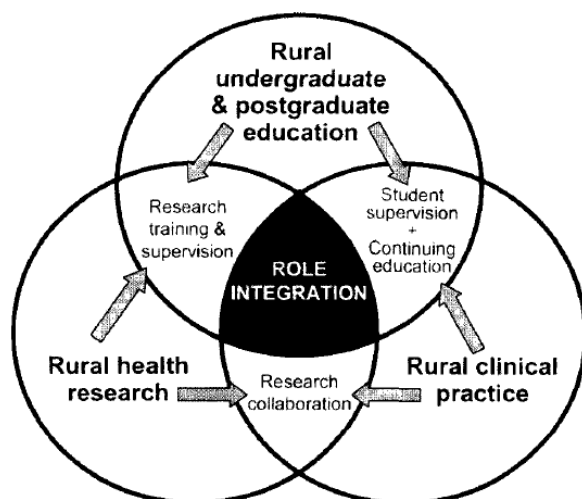 Rural
undergraduate
& postgraduate
education
Research
training &
supervision
Student
supervision
+
Continuing
education
ROLE
INTEGRATION
Rural health
research
Research
collaboration
Rural clinical
practice